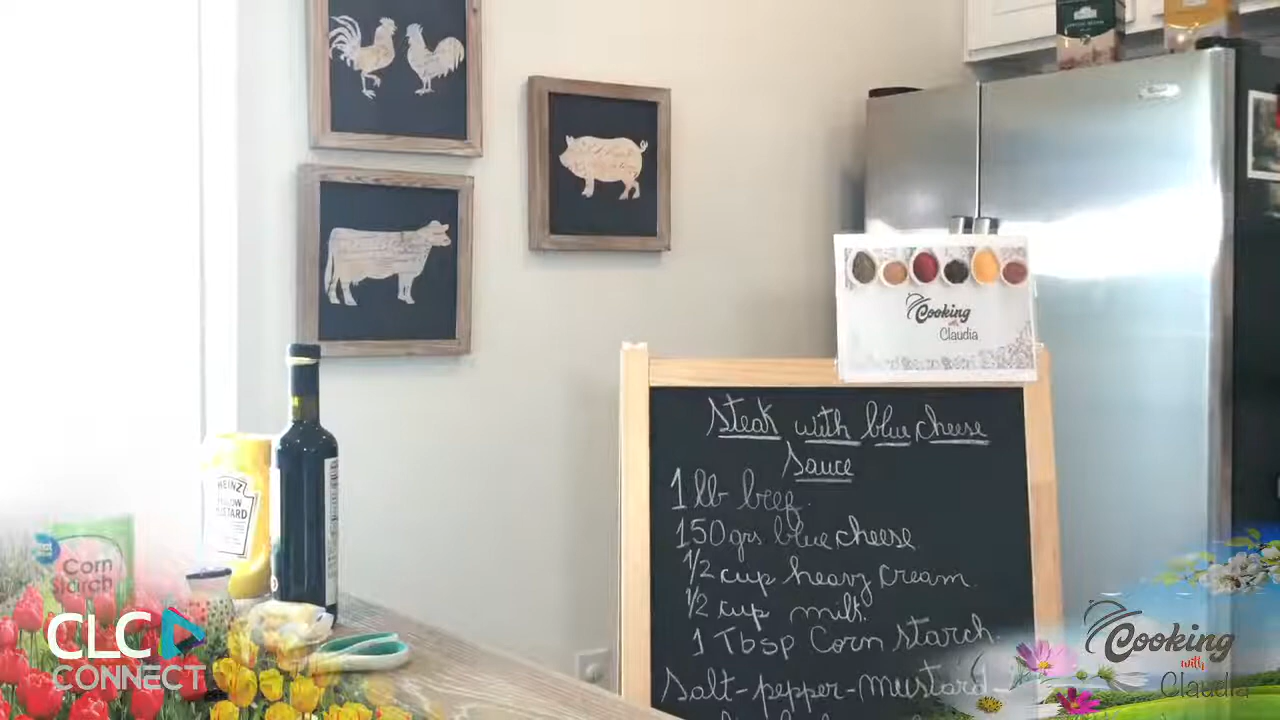 Cooking
with
Claudia
Steak with blue cheese
Sauce
1 lb beef.
150grs blue cheese
1/2 cup heavy cream.
1/2 cup milk.
1 Tbsp Corn starch.
Salt-pepper-mustard-
HEINZ
YELLOW
MUSTARD
Corn
Starch
CLC
CONNECT
Cooking
with
Claudia